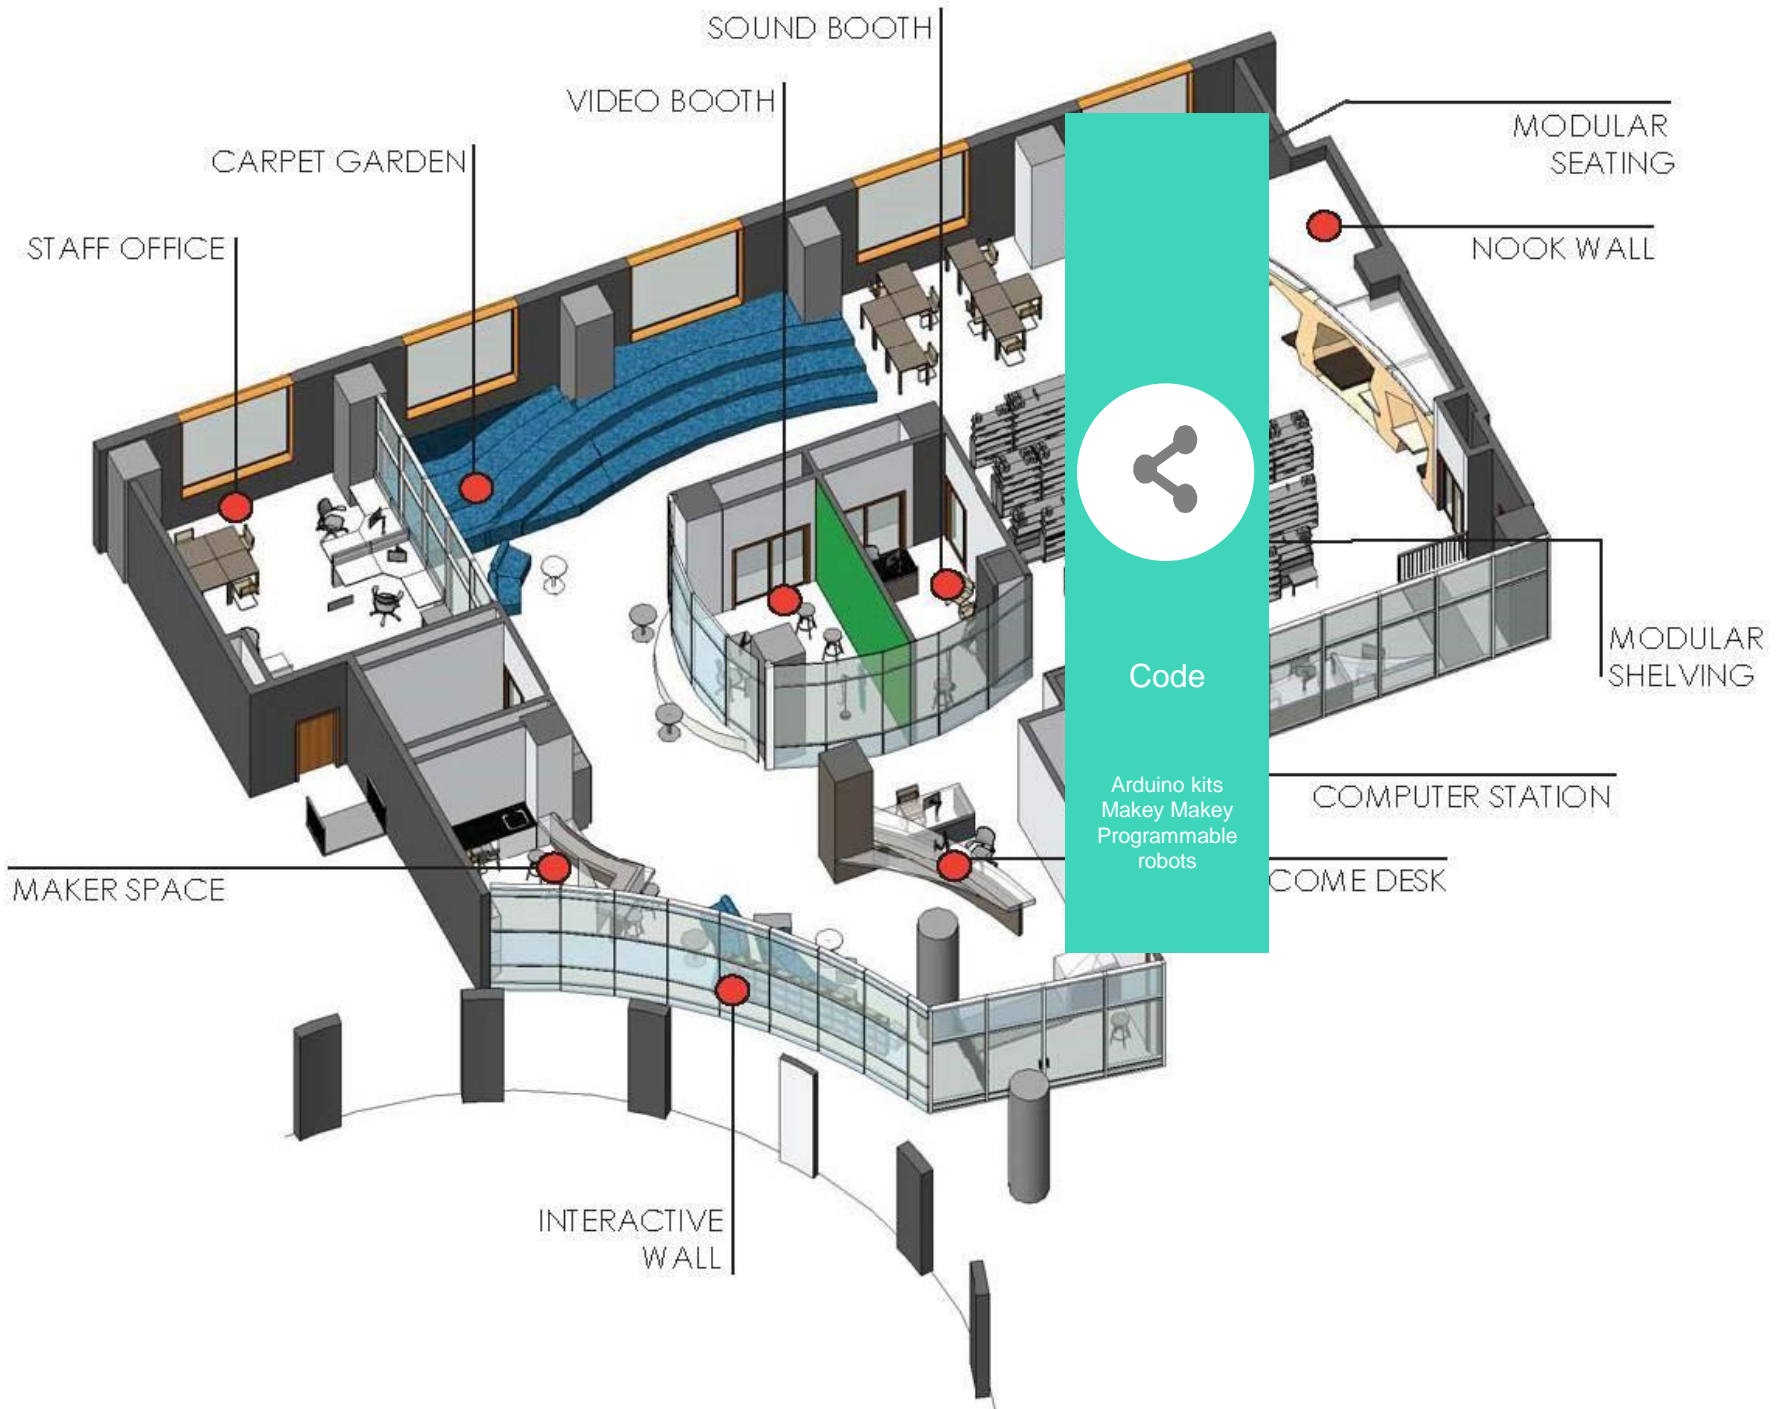 SOUND BOOTH
VIDEO BOOTH
MODULAR
SEATING
CARPET GARDEN
STAFF OFFICE
NOOK WALL
MODULAR
SHELVING
Code
Arduino kits
Makey Makey
Programmable
robots
COMPUTER STATION
COME DESK
MAKER SPACE
INTERACTIVE
WALL